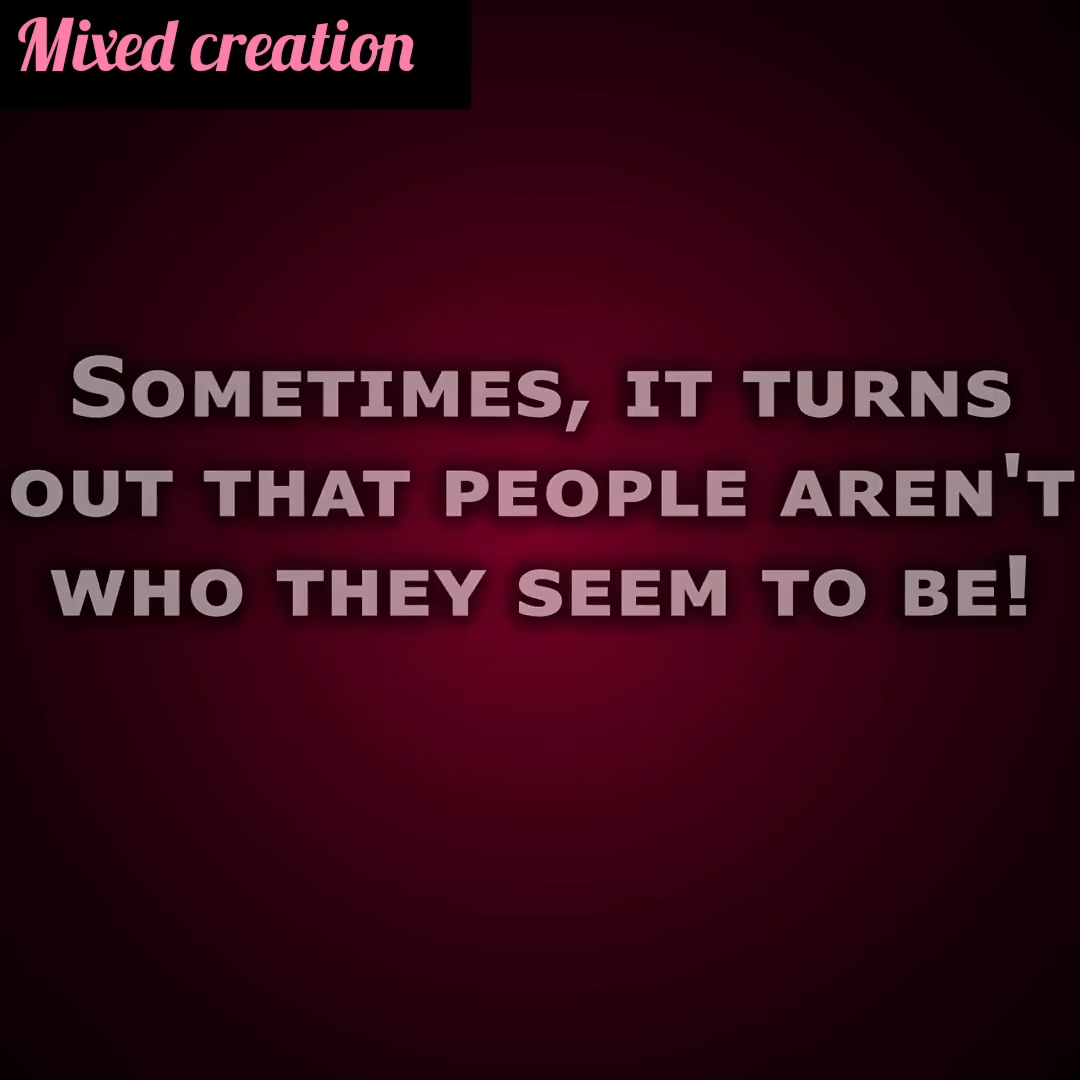 Mixed creation
Sometimes, it turns
out that people aren't
who they seem to be!